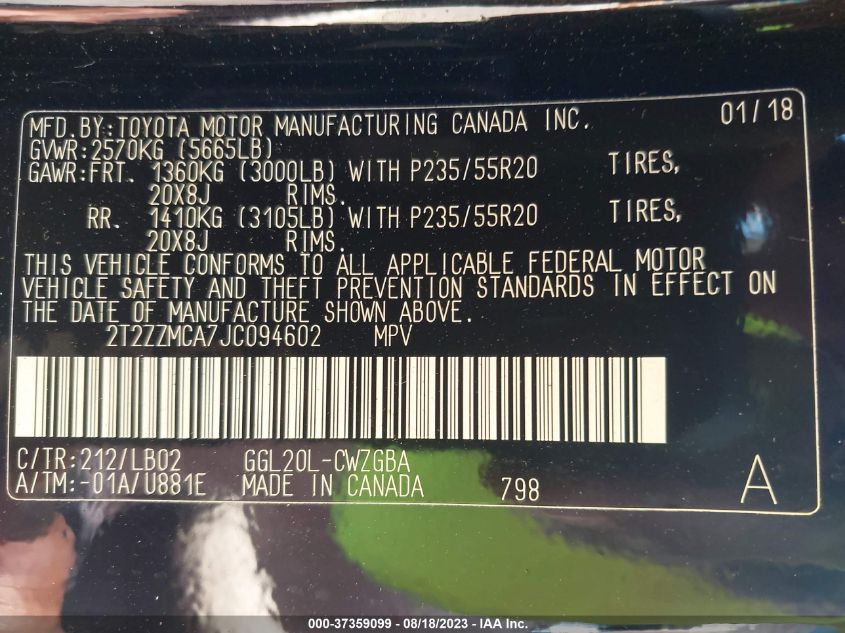 MFD.BY:TOYOTA MOTOR MANUFACTURING CANADA INC. 01/18
GVWR:2570KG (5665LB)
GAWR:FRT. 1360KG (3000LB) WITH P235/55R20 TIRES,
20X8J RIMS.
RR. 1410KG (3105LB) WITH P235/55R20 TIRES,
20X8J RIMS.
THIS VEHICLE CONFORMS TO ALL APPLICABLE FEDERAL MOTOR
VEHICLE SAFETY AND THEFT PREVENTION STANDARDS IN EFFECT ON
THE DATE OF MANUFACTURE SHOWN ABOVE.
2T2ZZMCA7JC094602 MPV
C/TR:212/LB02 GGL20L-CWZGBA
A/TM:-01A/U881E MADE IN CANADA 798 A
000-37359099 - 08/18/2023 - IAA Inc.